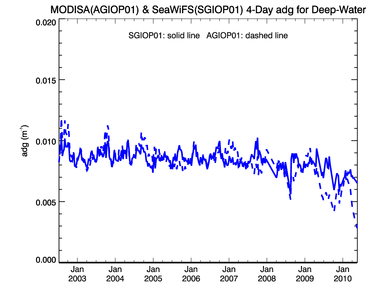 MODISA(AGIOP01) & SeaWiFS(SGIOP01) 4-Day adg for Deep-Water
SGIOP01: solid line AGIOP01: dashed line
adg (m⁻¹)
0.020
0.015
0.010
0.005
0.000
Jan Jan Jan Jan Jan Jan Jan Jan
2003 2004 2005 2006 2007 2008 2009 2010